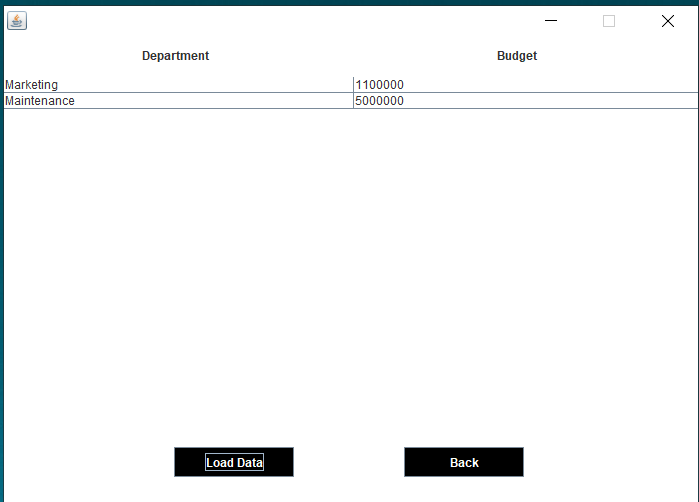 Department Budget
Marketing 1100000
Maintenance 5000000
Load Data Back